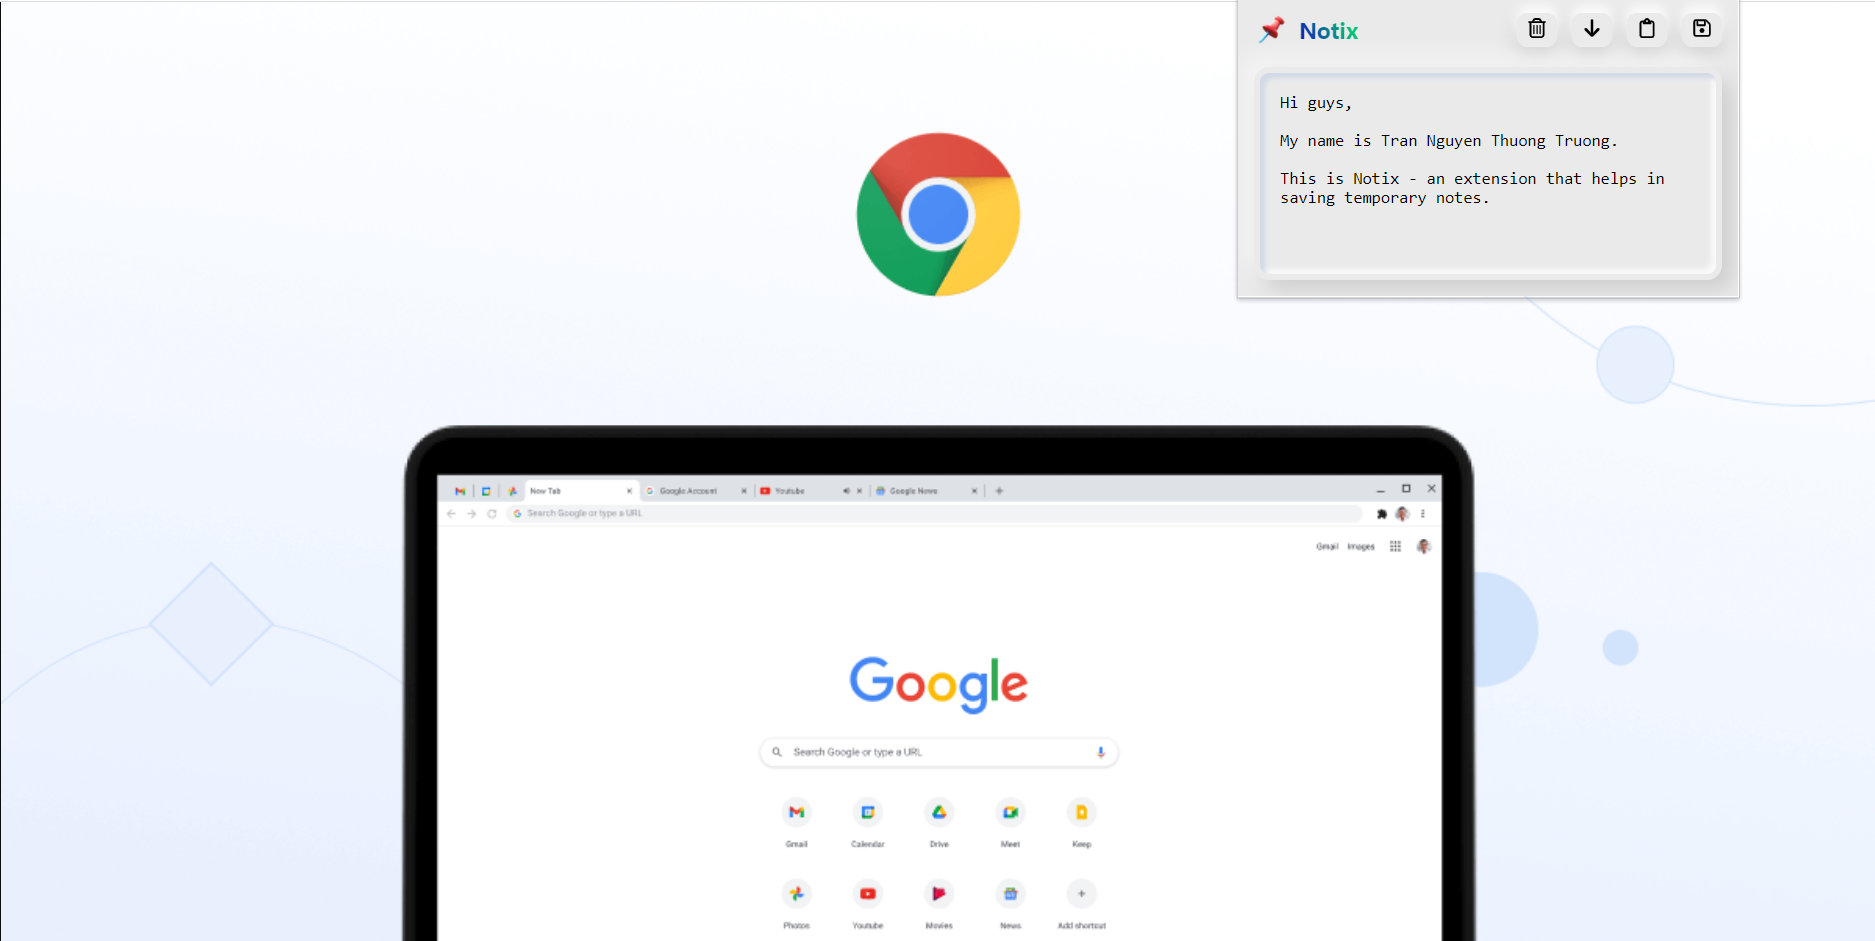 Notix
Hi guys,
My name is Tran Nguyen Thuong Truong.
This is Notix - an extension that helps in
saving temporary notes.
New Tab
Google Account
Youtube
Google News
Search Google or type a URL
Gmail Images
Google
Search Google or type a URL
Gmail Calendar Drive Meet Keep
Photos Youtube Movies News Add shortcut